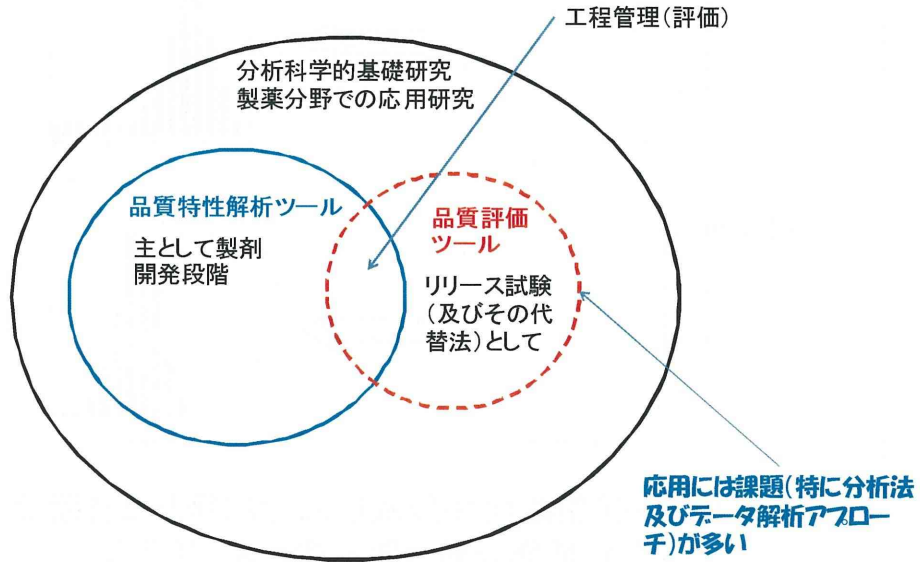 工程管理(評価)
分析科学的基礎研究
製薬分野での応用研究
品質特性解析ツール
主として製剤
開発段階
品質評価
ツール
リリース試験
(及びその代
替法)として
応用には課題(特に分析法
及びデータ解析アプロー
チ)が多い